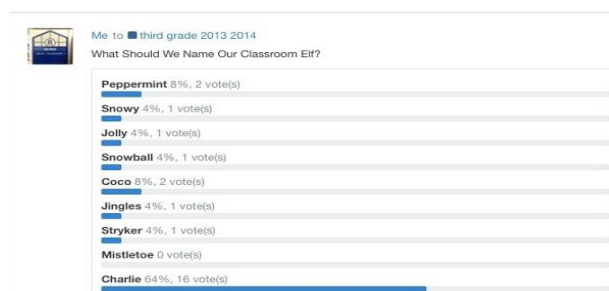 Me to third grade 2013 2014
What Should We Name Our Classroom Elf?
Peppermint 8%, 2 vote(s)
Snowy 4%, 1 vote(s)
Jolly 4%, 1 vote(s)
Snowball 4%, 1 vote(s)
Coco 8%, 2 vote(s)
Jingles 4%, 1 vote(s)
Stryker 4%, 1 vote(s)
Mistletoe 0 vote(s)
Charlie 64%, 16 vote(s)